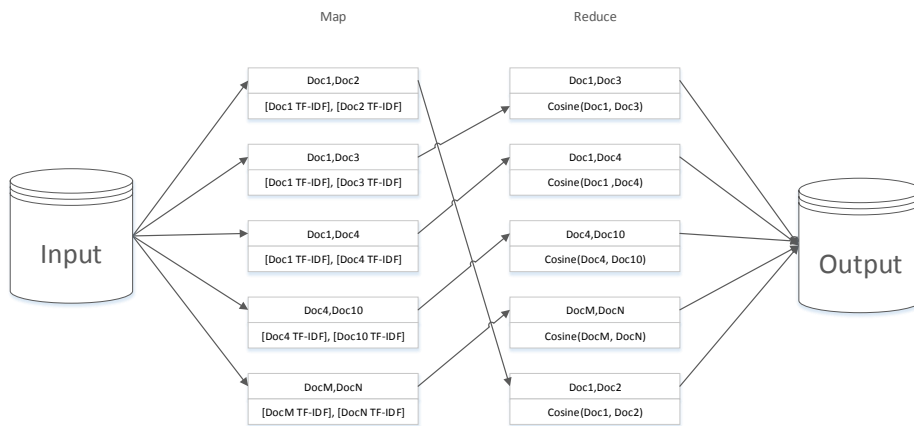 Map
Reduce
Doc1,Doc2
[Doc1 TF-IDF], [Doc2 TF-IDF]
Doc1,Doc3
[Doc1 TF-IDF], [Doc3 TF-IDF]
Doc1,Doc4
[Doc1 TF-IDF], [Doc4 TF-IDF]
Doc4,Doc10
[Doc4 TF-IDF], [Doc10 TF-IDF]
DocM,DocN
[DocM TF-IDF], [DocN TF-IDF]
Doc1,Doc3
Cosine(Doc1, Doc3)
Doc1,Doc4
Cosine(Doc1 ,Doc4)
Doc4,Doc10
Cosine(Doc4, Doc10)
DocM,DocN
Cosine(DocM, DocN)
Doc1,Doc2
Cosine(Doc1, Doc2)
Input
Output